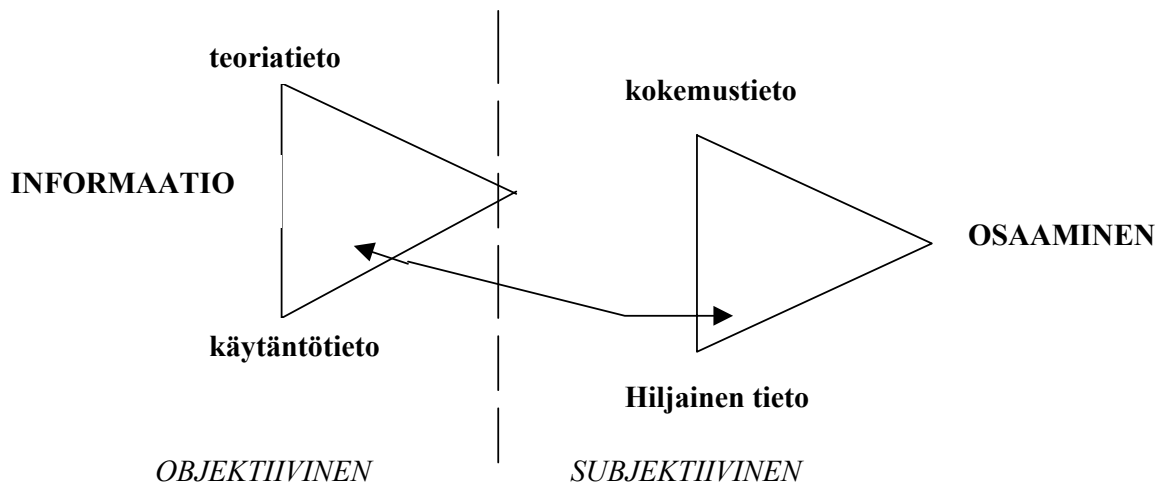 teoriatieto
kokemustieto
INFORMAATIO
OSAAMINEN
käytäntötieto
Hiljainen tieto
OBJEKTIIVINEN
SUBJEKTIIVINEN